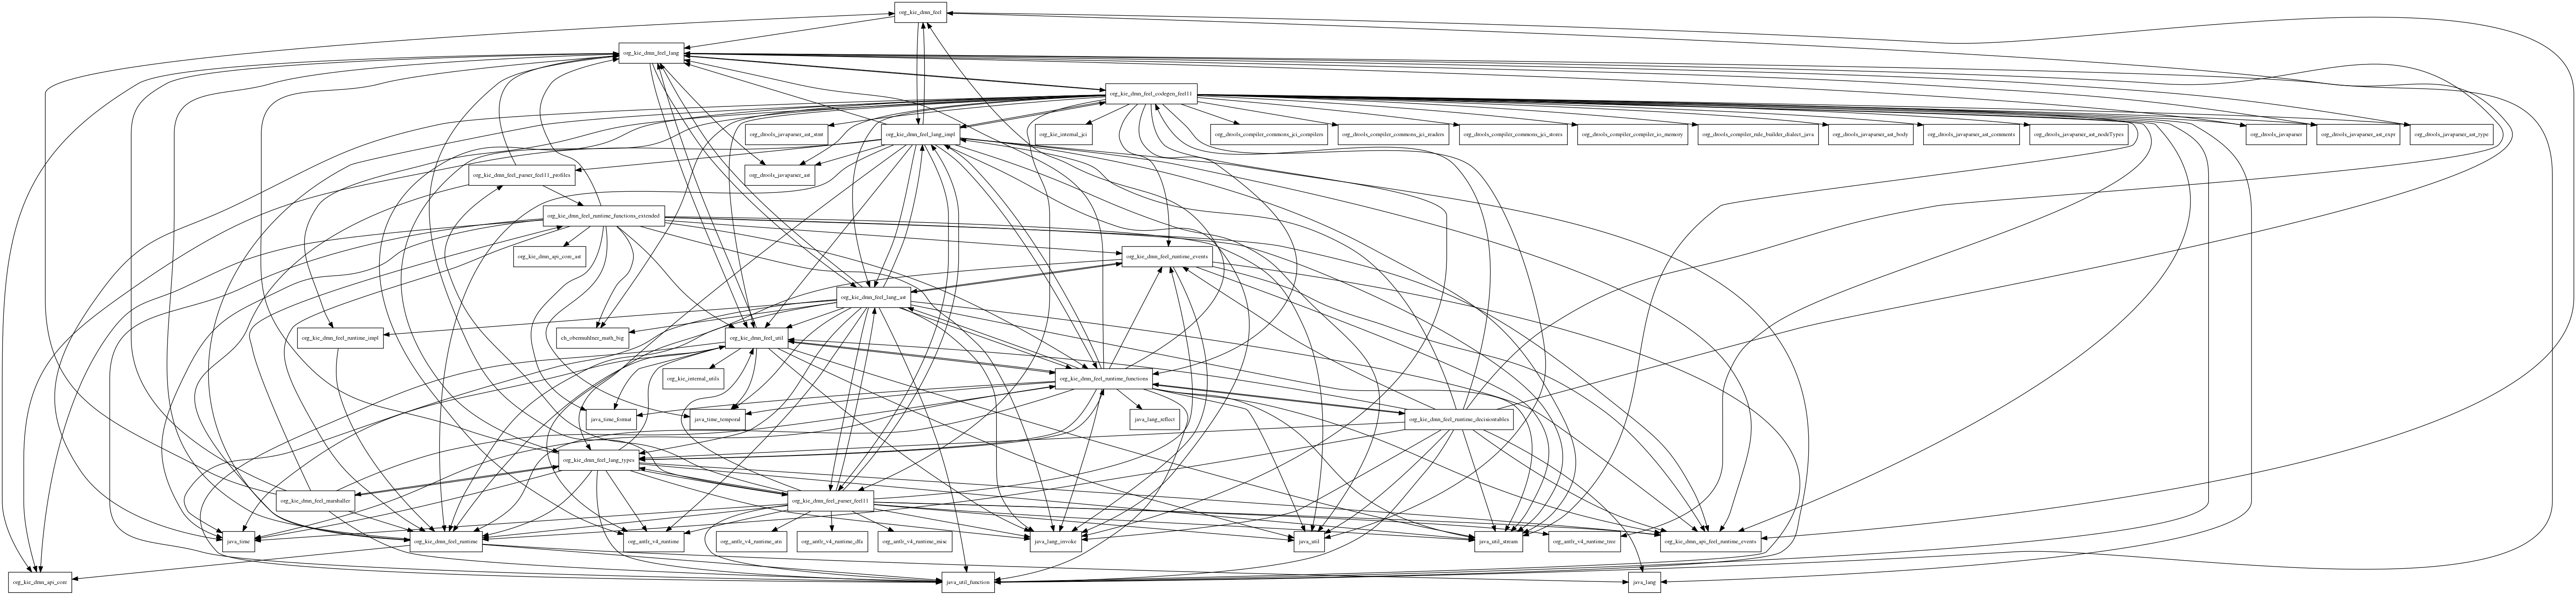 org_kie_dmn_feel
org_kie_dmn_feel_lang
org_kie_dmn_feel_codegen_feel11
org_drools_javaparser_ast_stmt
org_kie_dmn_feel_lang_impl
org_kie_internal_jci
org_drools_compiler_commons_jci_compilers
org_drools_compiler_commons_jci_readers
org_drools_compiler_commons_jci_stores
org_drools_compiler_compiler_io_memory
org_drools_compiler_rule_builder_dialect_java
org_drools_javaparser_ast_body
org_drools_javaparser_ast_comments
org_drools_javaparser_ast_nodeTypes
org_drools_javaparser
org_drools_javaparser_ast_expr
org_drools_javaparser_ast_type
org_kie_dmn_feel_parser_feel11_profiles
org_drools_javaparser_ast
org_kie_dmn_feel_runtime_functions_extended
org_kie_dmn_api_core_ast
org_kie_dmn_feel_runtime_events
org_kie_dmn_feel_lang_ast
org_kie_dmn_feel_runtime_impl
ch_obermuhlner_math_big
org_kie_dmn_feel_util
org_kie_internal_utils
org_kie_dmn_feel_runtime_functions
java_time_format
java_time_temporal
java_lang_reflect
org_kie_dmn_feel_runtime_decisiontables
org_kie_dmn_feel_lang_types
org_kie_dmn_feel_marshaller
org_kie_dmn_feel_parser_feel11
java_time
org_kie_dmn_feel_runtime
org_antlr_v4_runtime
org_antlr_v4_runtime_atn
org_antlr_v4_runtime_dfa
org_antlr_v4_runtime_misc
java_lang_invoke
java_util
java_util_stream
org_antlr_v4_runtime_tree
org_kie_dmn_api_feel_runtime_events
org_kie_dmn_api_core
java_util_function
java_lang